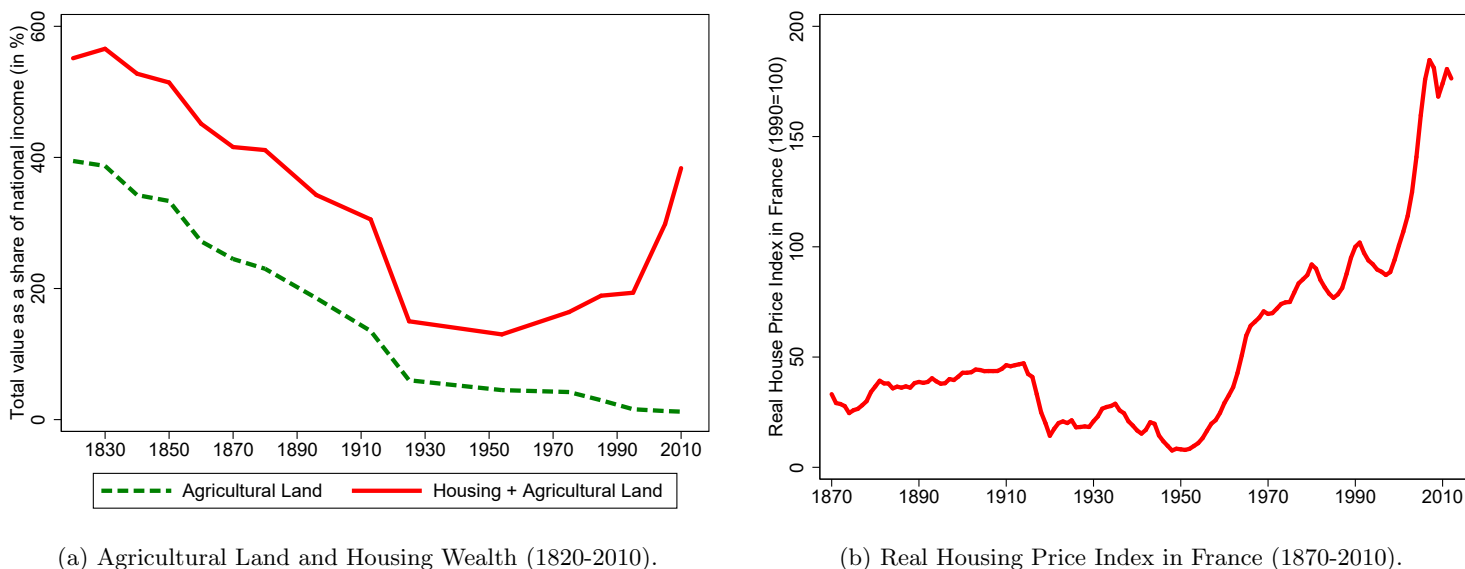 Total value as a share of national income (in %)
600
400
200
0
1830 1850 1870 1890 1910 1930 1950 1970 1990 2010
Agricultural Land Housing + Agricultural Land
(a) Agricultural Land and Housing Wealth (1820-2010).
Real House Price Index in France (1990=100)
200
150
100
50
0
1870 1890 1910 1930 1950 1970 1990 2010
(b) Real Housing Price Index in France (1870-2010).